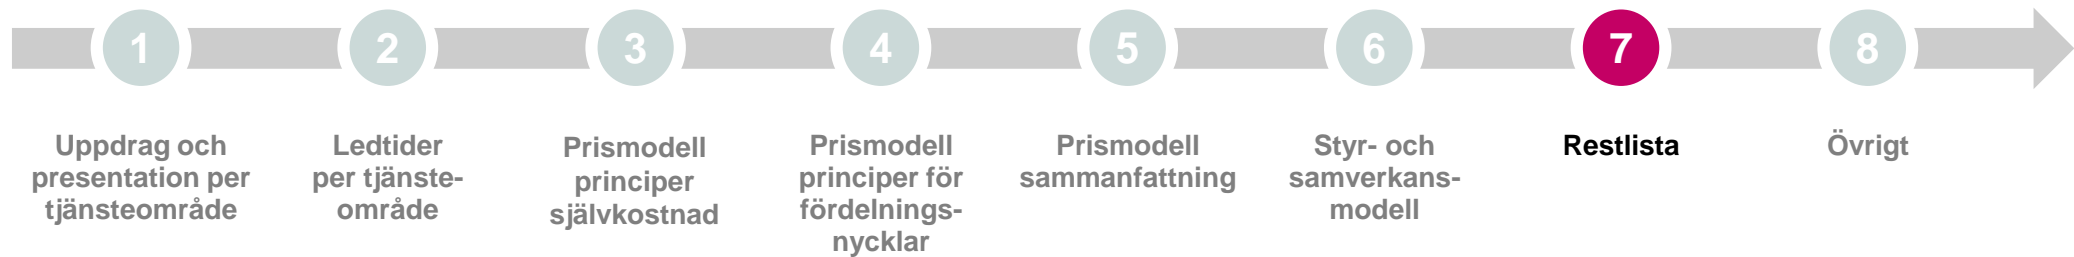 1
Uppdrag och
presentation per
tjänsteområde
2
Ledtider
per tjänste-
område
3
Prismodell
principer
självkostnad
4
Prismodell
principer för
fördelnings-
nycklar
5
Prismodell
sammanfattning
6
Styr- och
samverkans-
modell
7
Restlista
8
Övrigt